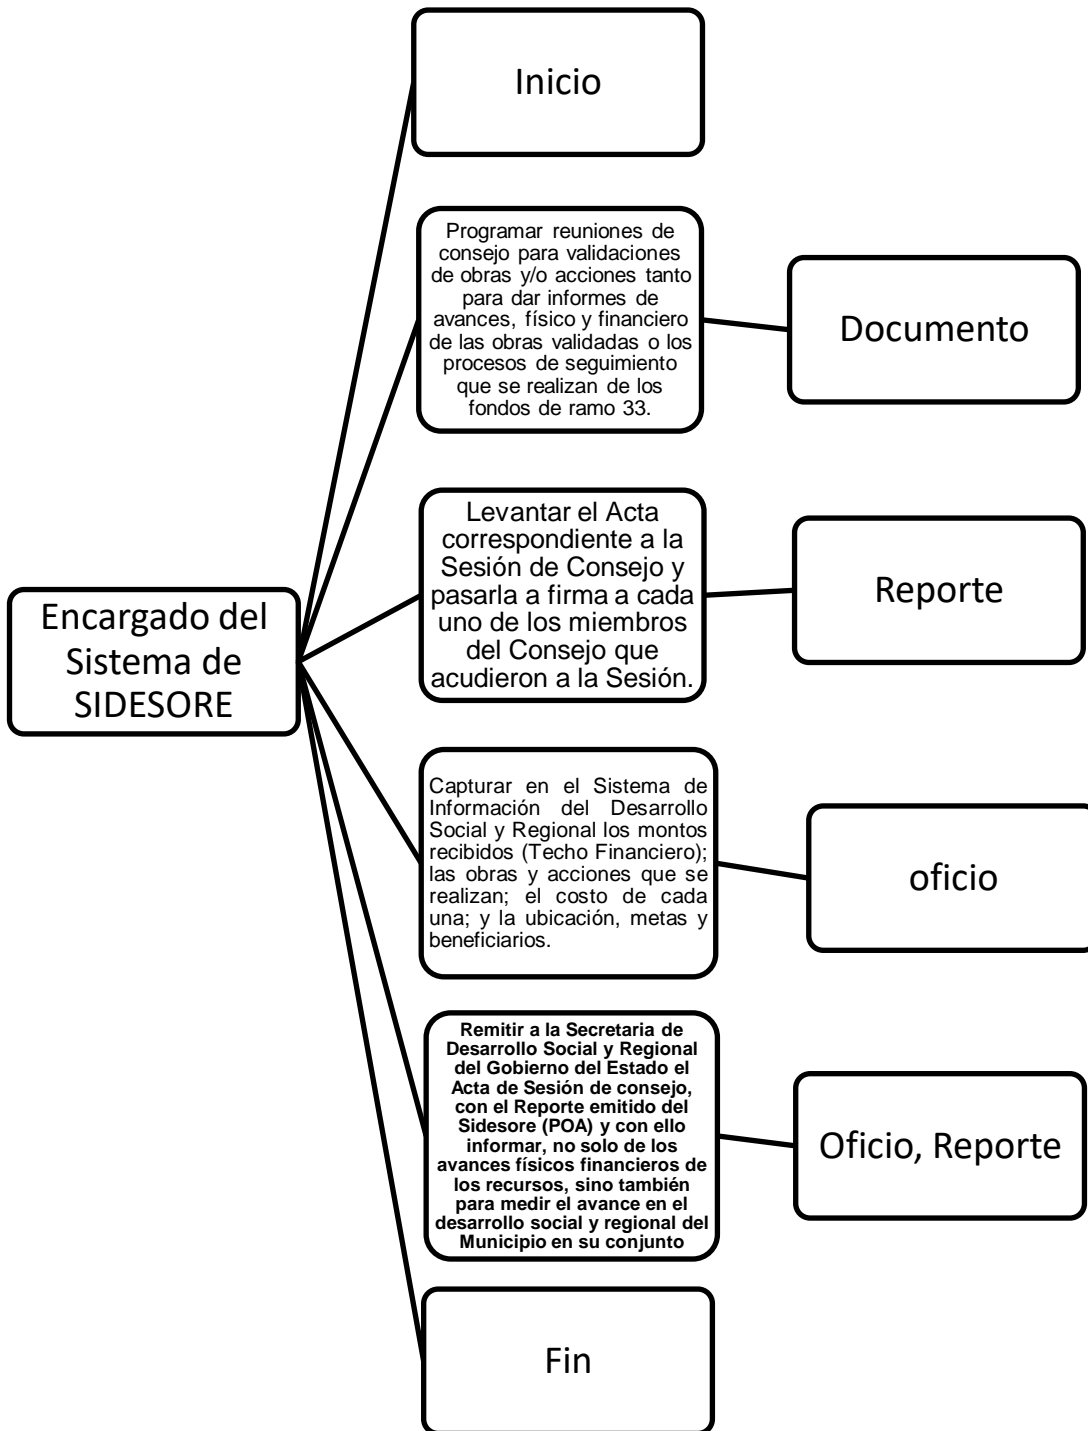 Inicio
Programar reuniones de
consejo para validaciones
de obras y/o acciones tanto
para dar informes de
avances, físico y financiero
de las obras validadas o los
procesos de seguimiento
que se realizan de los
fondos de ramo 33.
Documento
Levantar el Acta
correspondiente a la
Sesión de Consejo y
pasarla a firma a cada
uno de los miembros
del Consejo que
acudieron a la Sesión.
Reporte
Encargado del
Sistema de
SIDESORE
Capturar en el Sistema de
Información del Desarrollo
Social y Regional los montos
recibidos (Techo Financiero);
las obras y acciones que se
realizan; el costo de cada
una; y la ubicación, metas y
beneficiarios.
oficio
Remitir a la Secretaria de
Desarrollo Social y Regional
del Gobierno del Estado el
Acta de Sesión de consejo,
con el Reporte emitido del
Sidesore (POA) y con ello
informar, no solo de los
avances físicos financieros de
los recursos, sino también
para medir el avance en el
desarrollo social y regional del
Municipio en su conjunto
Oficio, Reporte
Fin